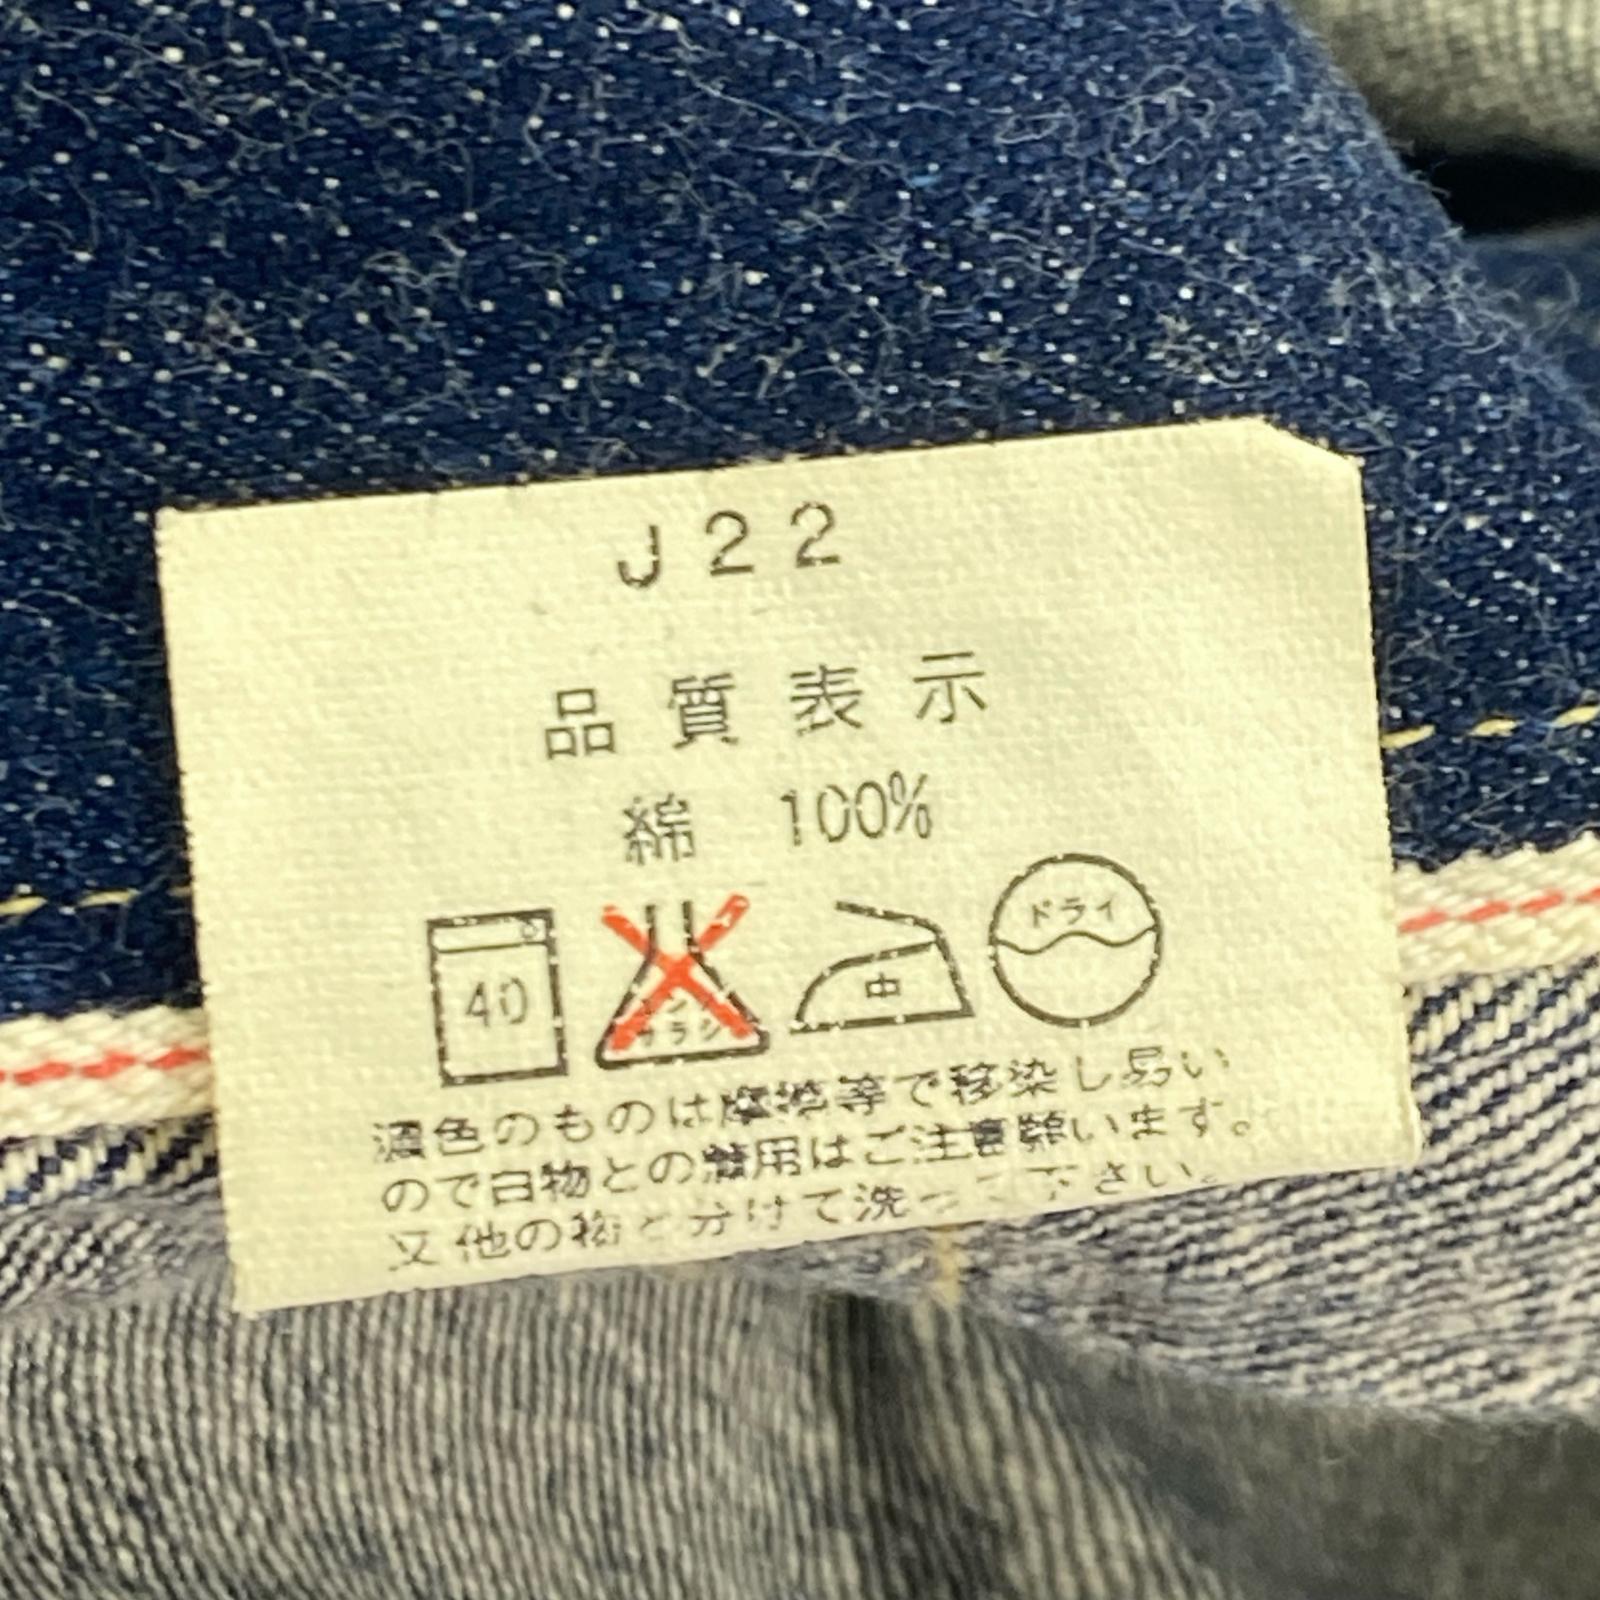 J22
品質表示
綿 100%
40
サラシ
中
ドライ
濃色のものは摩擦等で移染し易い
ので白物との着用はご注意願います。
又他の物と分けて洗って下さい。